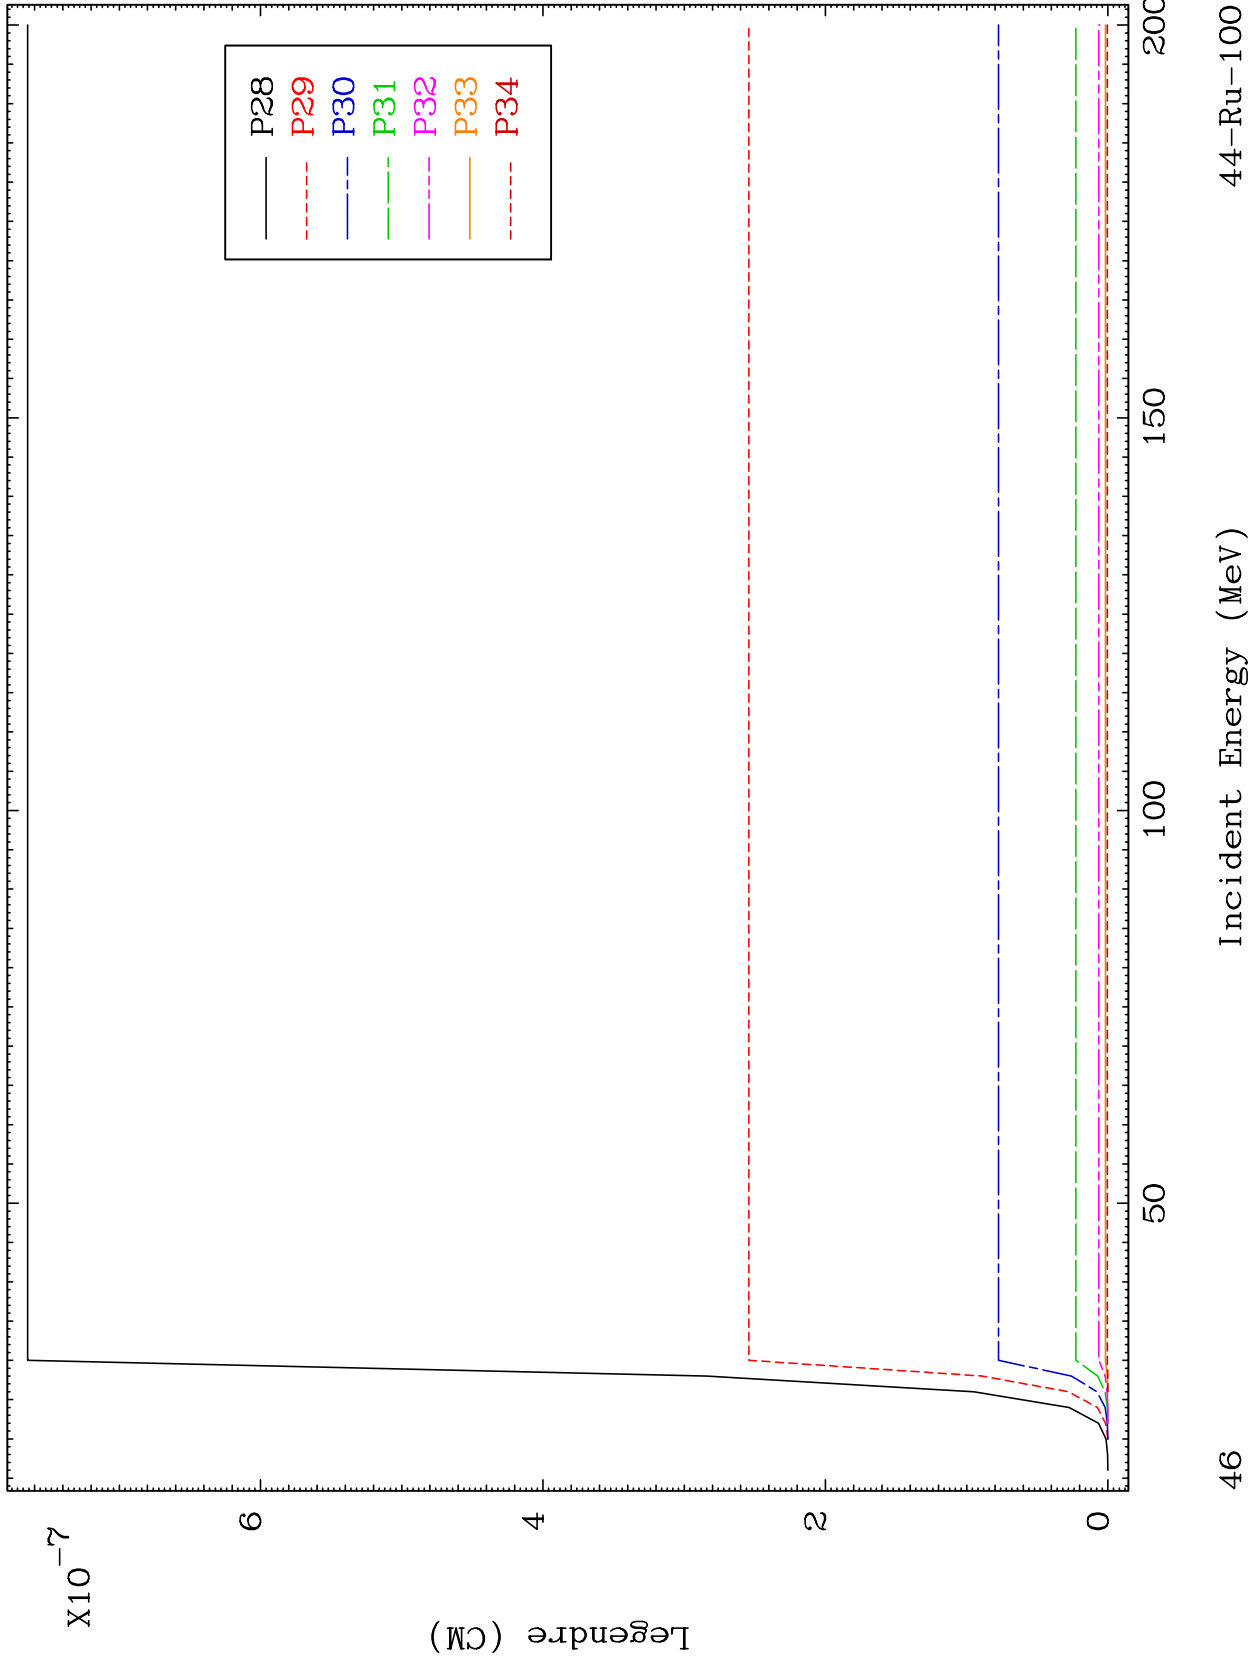 X10−7
6
4
2
0
Legendre (CM)
P28
P29
P30
P31
P32
P33
P34
50
100
150
200
Incident Energy (MeV)
46
44-Ru-100